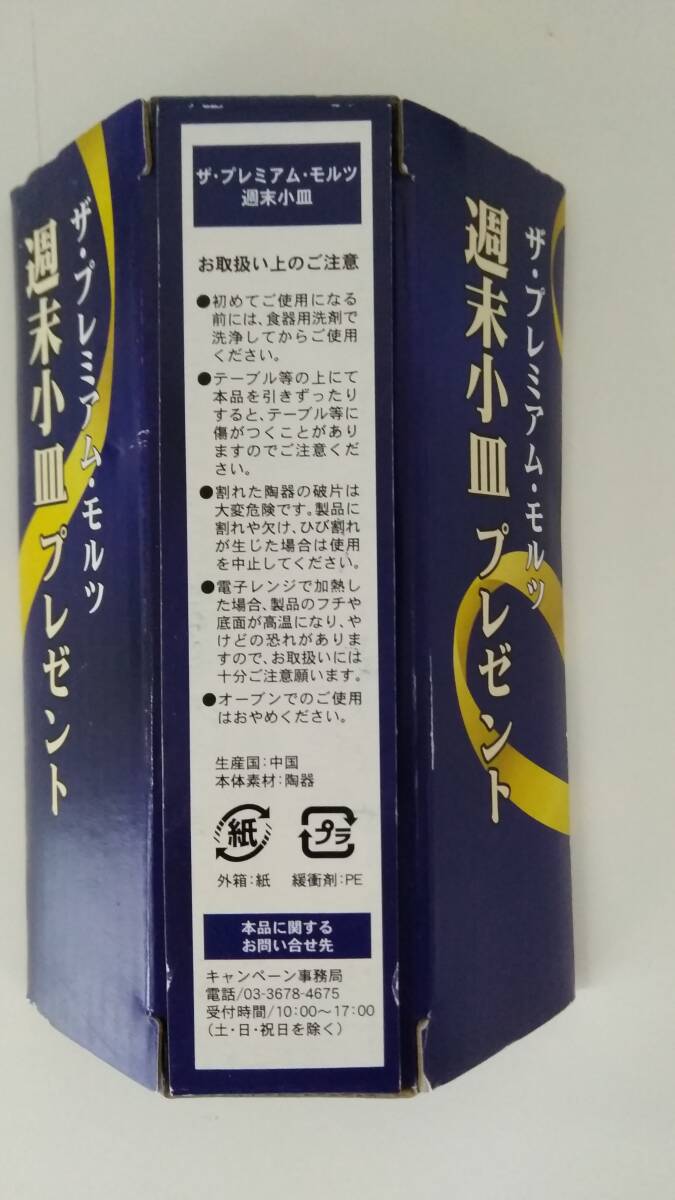 ザ・プレミアム・モルツ
週末小皿 プレゼント
ザ・プレミアム・モルツ
週末小皿
お取扱い上のご注意
●初めてご使用になる
前には、食器用洗剤で
洗浄してからご使用
ください。
●テーブル等の上にて
本品を引きずったり
すると、テーブル等に
傷がつくことがあり
ますのでご注意くだ
さい。
●割れた陶器の破片は
大変危険です。製品に
割れや欠け、ひび割れ
が生じた場合は使用
を中止してください。
●電子レンジで加熱し
た場合、製品のフチや
底面が高温になり、や
けどの恐れがありま
すので、お取扱いには
十分ご注意願います。
●オーブンでのご使用
はおやめください。
生産国:中国
本体素材:陶器
紙 プラ
外箱:紙 緩衝剤:PE
本品に関する
お問い合せ先
キャンペーン事務局
電話/03-3678-4675
受付時間/10:00〜17:00
(土・日・祝日を除く)
ザ・プレミアム・モルツ
週末小皿 プレゼント